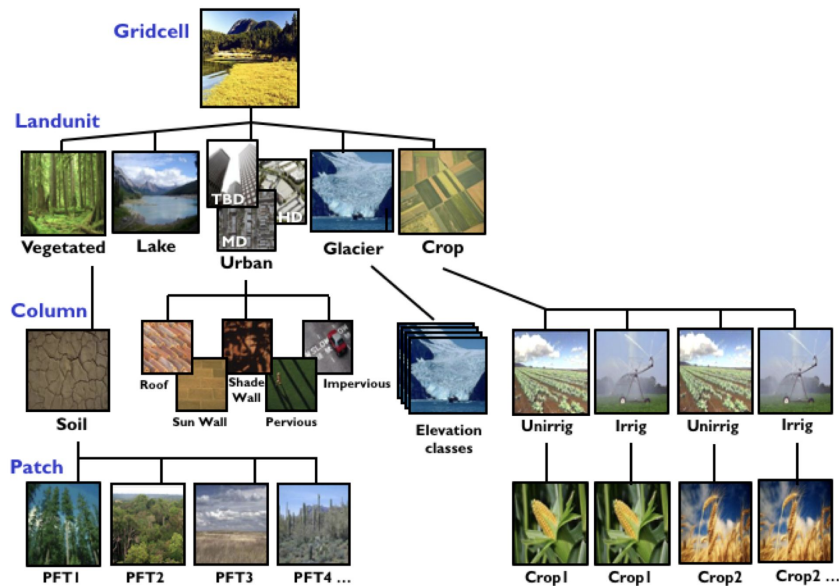 Gridcell
Landunit
TBD
HD
MD
Vegetated
Lake
Urban
Glacier
Crop
Column
Roof
Sun Wall
Shade
Wall
Pervious
Impervious
Soil
Elevation
classes
Unirrig
Irrig
Unirrig
Irrig
Patch
PFT1
PFT2
PFT3
PFT4 ...
Crop1
Crop1
Crop2
Crop2 ...